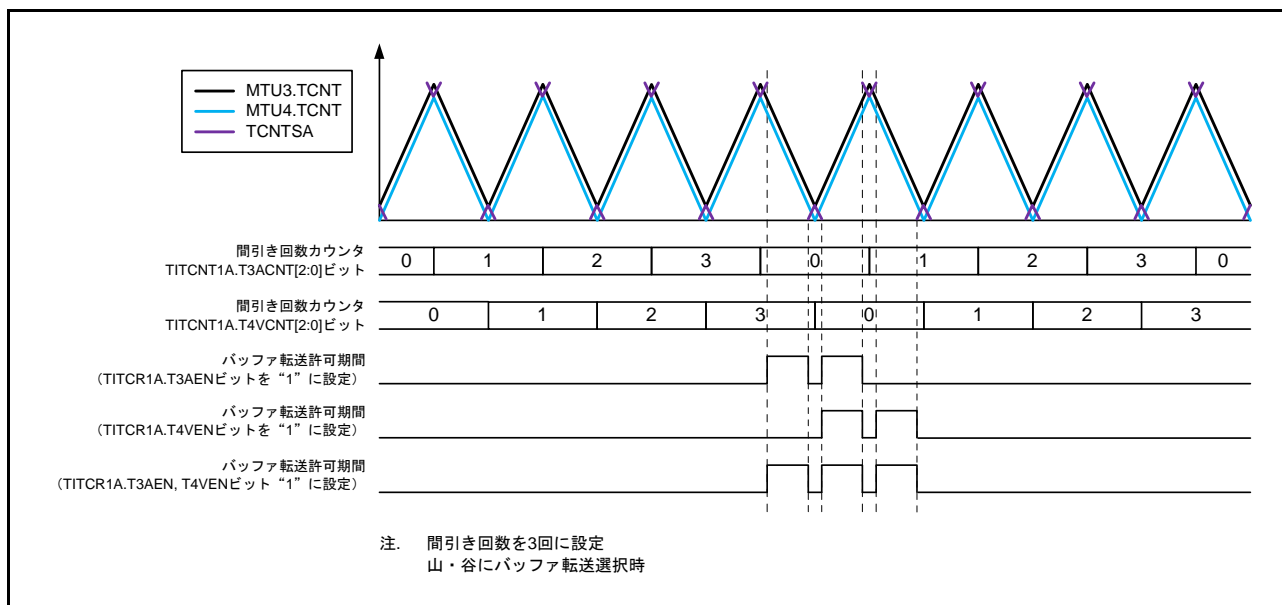 MTU3.TCNT
MTU4.TCNT
TCNTSA
間引き回数カウンタ
TITCNT1A.T3ACNT[2:0]ビット
0 1 2 3 0 1 2 3 0
間引き回数カウンタ
TITCNT1A.T4VCNT[2:0]ビット
0 1 2 3 0 1 2 3
バッファ転送許可期間
（TITCR1A.T3AENビットを“1”に設定）
バッファ転送許可期間
（TITCR1A.T4VENビットを“1”に設定）
バッファ転送許可期間
（TITCR1A.T3AEN, T4VENビット“1”に設定）
注. 間引き回数を3回に設定
山・谷にバッファ転送選択時